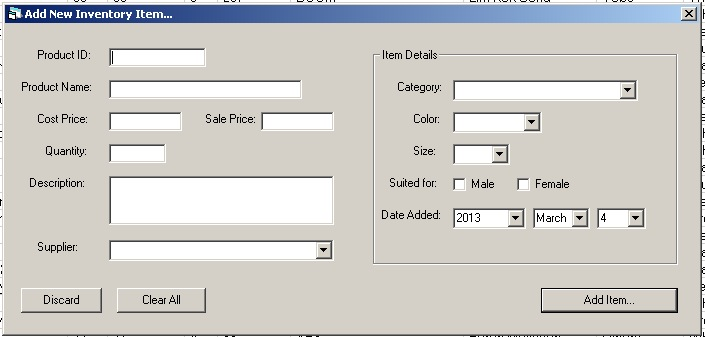 Add New Inventory Item...
Product ID:
Product Name:
Cost Price: Sale Price:
Quantity:
Description:
Supplier:
Item Details
Category:
Color:
Size:
Suited for: Male Female
Date Added: 2013 March 4
Discard Clear All Add Item...